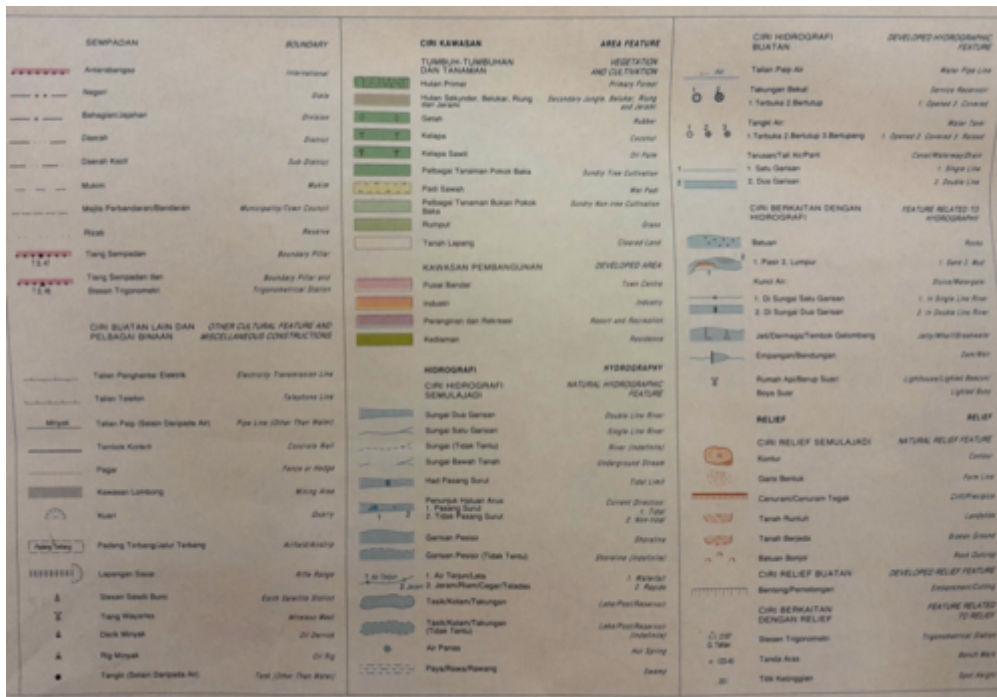 SEMPADAN BOUNDARY
Antarabangsa International
Negeri State
Bahagian/Jajahan Division
Daerah District
Daerah Kecil Sub District
Mukim Mukim
Majlis Perbandaran/Bandaran Municipality/Town Council
Rizab Reserve
Tiang Sempadan Boundary Pillar
T.S. 47
Tiang Sempadan dan Boundary Pillar and
Stesen Trigonometri Trigonometrical Station
T.S. 48
CIRI BUATAN LAIN DAN OTHER CULTURAL FEATURE AND
PELBAGAI BINAAN MISCELLANEOUS CONSTRUCTIONS
Talian Penghantar Elektrik Electricity Transmission Line
Talian Telefon Telephone Line
Minyak Talian Paip (Selain Daripada Air) Pipe Line (Other Than Water)
Tembok Konkrit Concrete Wall
Pagar Fence or Hedge
Kawasan Lombong Mining Area
Kuari Quarry
Padang Terbang Padang Terbang/Jalur Terbang Airfield/Airstrip
Lapangan Sasar Rifle Range
Stesen Satelit Bumi Earth Satellite Station
Tiang Wayarles Wireless Mast
Derik Minyak Oil Derrick
Rig Minyak Oil Rig
Tangki (Selain Daripada Air) Tank (Other Than Water)
CIRI KAWASAN AREA FEATURE
TUMBUH-TUMBUHAN VEGETATION
DAN TANAMAN AND CULTIVATION
Hutan Primer Primary Forest
Hutan Sekunder, Belukar, Riung Secondary Jungle, Belukar, Riung
dan Jerami and Jerami
Getah Rubber
Kelapa Coconut
Kelapa Sawit Oil Palm
Pelbagai Tanaman Pokok Baka Sundry Tree Cultivation
Padi Sawah Wet Padi
Pelbagai Tanaman Bukan Pokok Sundry Non-tree Cultivation
Baka
Rumput Grass
Tanah Lapang Cleared Land
KAWASAN PEMBANGUNAN DEVELOPED AREA
Pusat Bandar Town Centre
Industri Industry
Peranginan dan Rekreasi Resort and Recreation
Kediaman Residence
HIDROGRAFI HYDROGRAPHY
CIRI HIDROGRAFI NATURAL HYDROGRAPHIC
SEMULAJADI FEATURE
Sungai Dua Garisan Double Line River
Sungai Satu Garisan Single Line River
Sungai (Tidak Tentu) River (Indefinite)
Sungai Bawah Tanah Underground Stream
Had Pasang Surut Tidal Limit
Penunjuk Haluan Arus Current Direction
1. Pasang Surut 1. Tidal
2. Tidak Pasang Surut 2. Non-tidal
Garisan Pesisir Shoreline
Garisan Pesisir (Tidak Tentu) Shoreline (Indefinite)
1. Air Terjun 1. Air Terjun/Lata 1. Waterfall
2. Jeram 2. Jeram/Riam/Ceger/Teladas 2. Rapids
Tasik/Kolam/Takungan Lake/Pool/Reservoir
Tasik/Kolam/Takungan Lake/Pool/Reservoir
(Tidak Tentu) (Indefinite)
Air Panas Hot Spring
Paya/Rawa/Rawang Swamp
CIRI HIDROGRAFI DEVELOPED HYDROGRAPHIC
BUATAN FEATURE
Air Talian Paip Air Water Pipe Line
1 2 Takungan Bekal: Service Reservoir:
1.Terbuka 2.Bertutup 1. Opened 2. Covered
1 2 3 Tangki Air: Water Tank:
1.Terbuka 2.Bertutup 3.Bertupang 1. Opened 2. Covered 3. Raised
Terusan/Tali Air/Parit Canal/Waterway/Drain
1 1. Satu Garisan 1. Single Line
2 2. Dua Garisan 2. Double Line
CIRI BERKAITAN DENGAN FEATURE RELATED TO
HIDROGRAFI HYDROGRAPHY
Batuan Rocks
1. Pasir 2. Lumpur 1. Sand 2. Mud
Kunci Air: Sluice/Watergate:
1. Di Sungai Satu Garisan 1. In Single Line River
2. Di Sungai Dua Garisan 2. In Double Line River
Jeti/Dermaga/Tembok Gelombang Jetty/Wharf/Breakwater
Empangan/Bendungan Dam/Weir
Rumah Api/Berup Suar/ Lighthouse/Lighted Beacon/
Boya Suar Lighted Buoy
RELIEF RELIEF
CIRI RELIEF SEMULAJADI NATURAL RELIEF FEATURE
Kontur Contour
Garis Bentuk Form Line
Cenuram/Cenuram Tegak Cliff/Precipice
Tanah Runtuh Landslide
Tanah Berjeda Broken Ground
Batuan Bonjol Rock Outcrop
CIRI RELIEF BUATAN DEVELOPED RELIEF FEATURE
Benteng/Pemotongan Embankment/Cutting
CIRI BERKAITAN FEATURE RELATED
DENGAN RELIEF TO RELIEF
Stesen Trigonometri Trigonometrical Station
Tanda Aras Bench Mark
Titik Ketinggian Spot Height